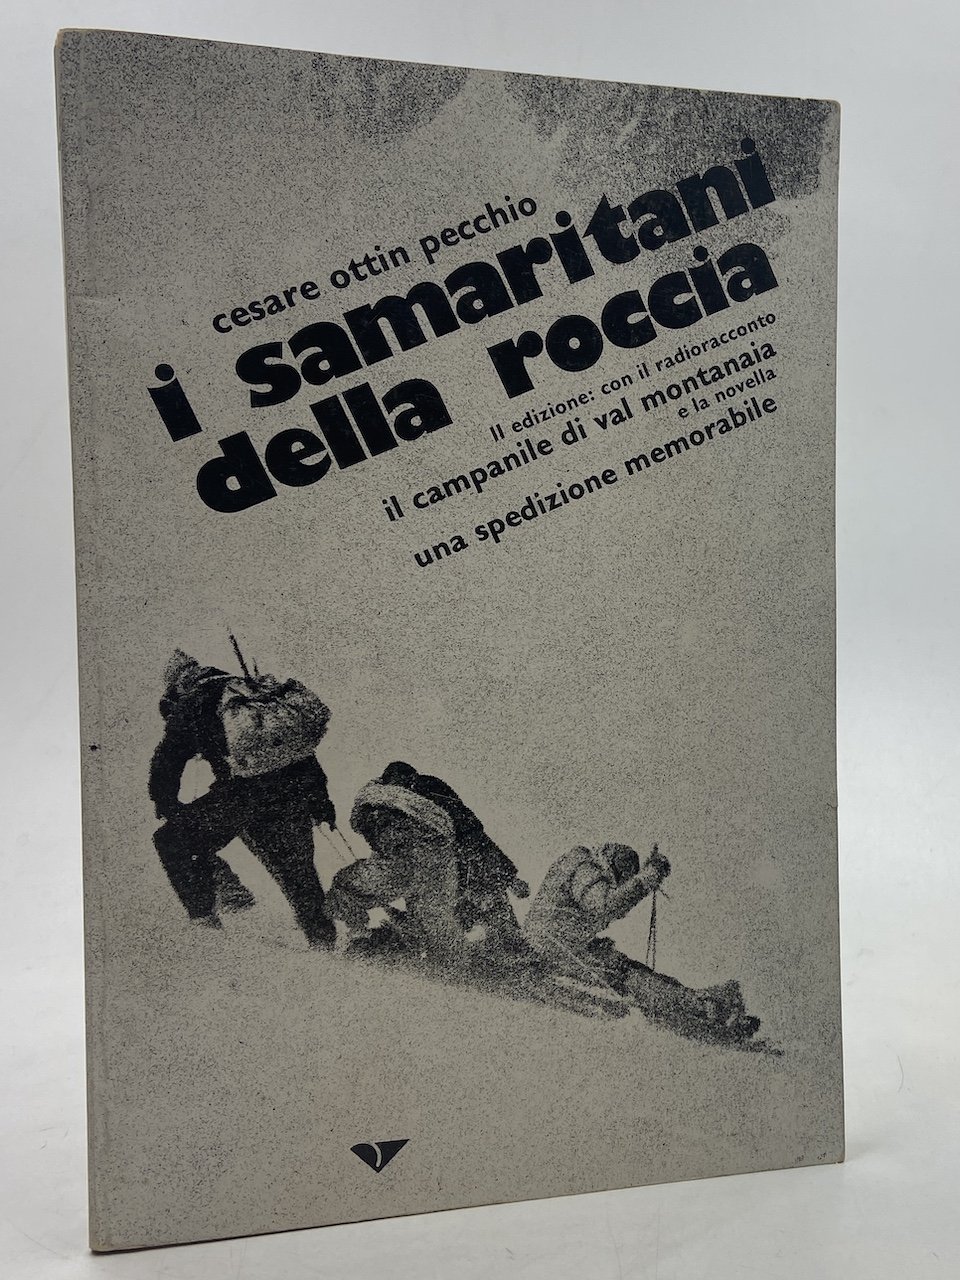 cesare ottin pecchio
i samaritani
della roccia
II edizione: con il radioracconto
il campanile di val montanaia
e la novella
una spedizione memorabile